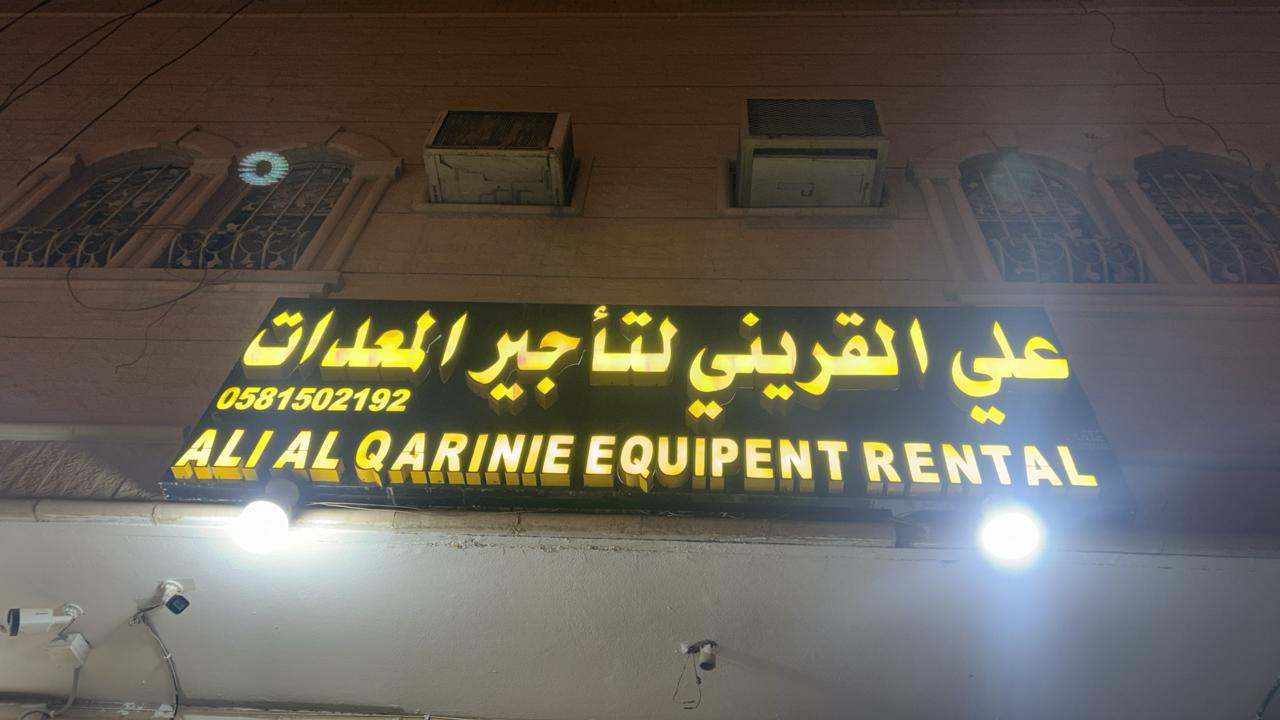 علي القريني لتأجير المعدات
0581502192
ALI AL QARINIE EQUIPENT RENTAL